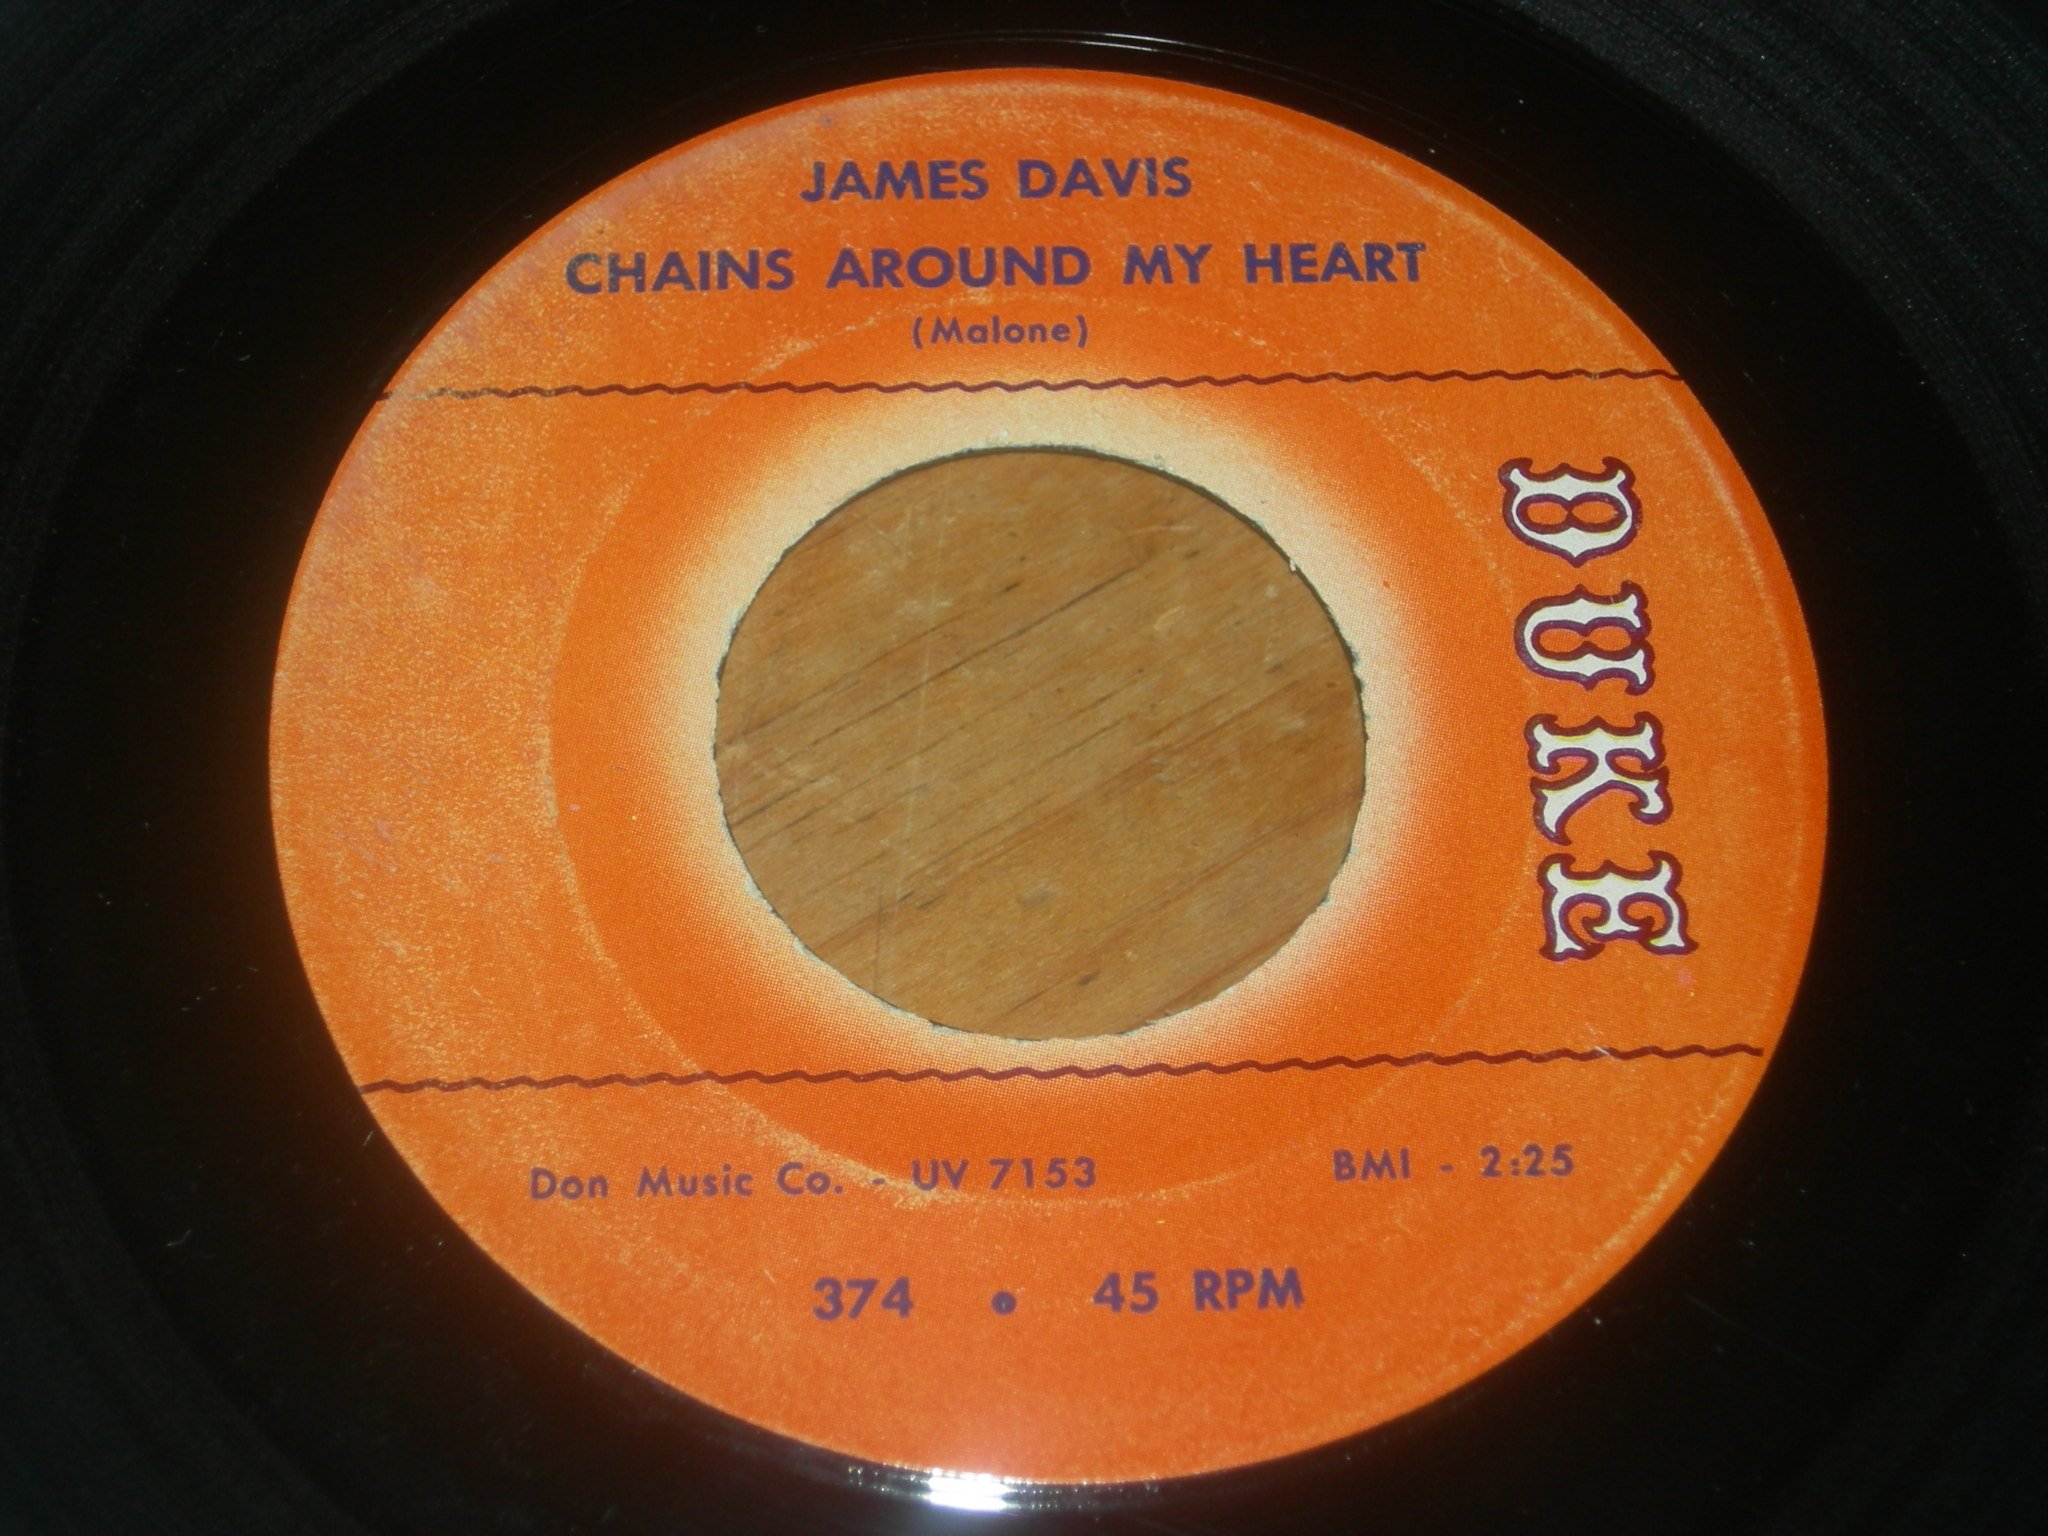 JAMES DAVIS
CHAINS AROUND MY HEART
(Malone)
DUKE
Don Music Co. - UV 7153 BMI - 2:25
374 • 45 RPM